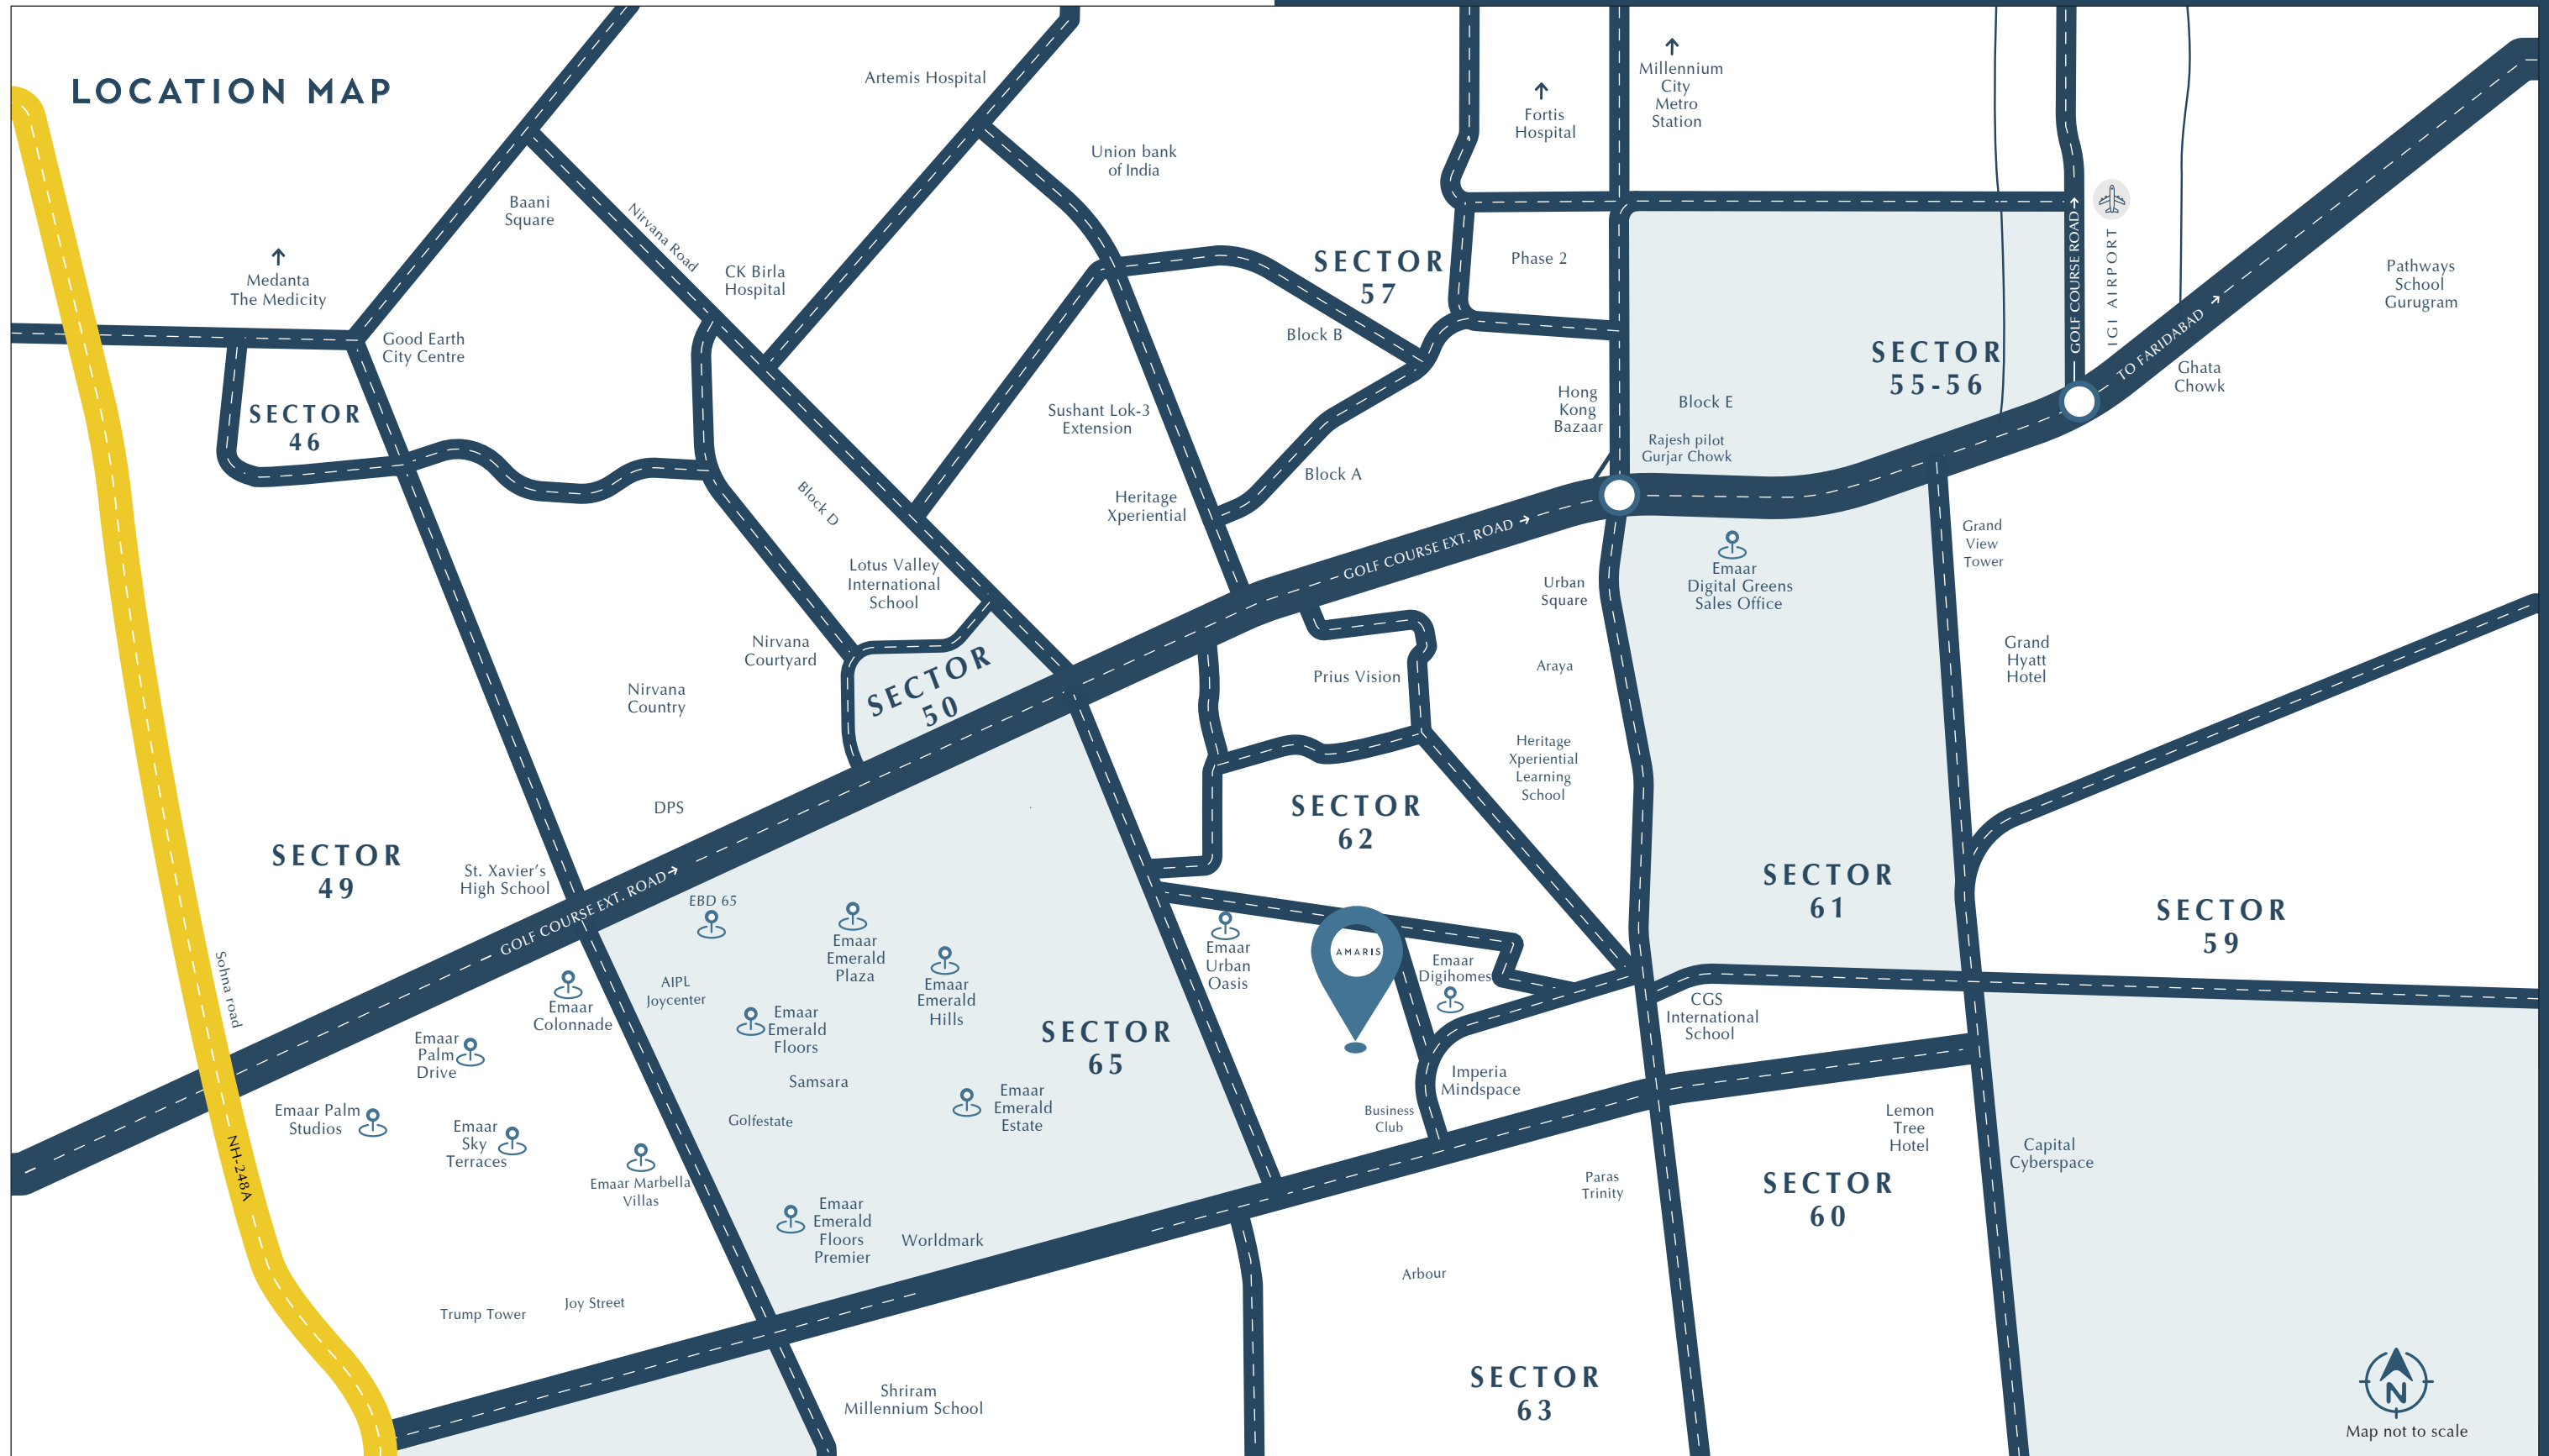 LOCATION MAP
Artemis Hospital
Millennium
City
Metro
Station
Fortis
Hospital
Union bank
of India
Baani
Square
Nirvana Road
CK Birla
Hospital
Medanta
The Medicity
Good Earth
City Centre
SECTOR
46
SECTOR
57
Phase 2
Block B
GOLF COURSE ROAD
IGI AIRPORT
TO FARIDABAD
Pathways
School
Gurugram
Ghata
Chowk
SECTOR
55-56
Block E
Hong
Kong
Bazaar
Rajesh pilot
Gurjar Chowk
Sushant Lok-3
Extension
Block A
Heritage
Xperiential
Block D
Lotus Valley
International
School
Nirvana
Courtyard
Nirvana
Country
SECTOR
50
GOLF COURSE EXT. ROAD
Urban
Square
Emaar
Digital Greens
Sales Office
Grand
View
Tower
Grand
Hyatt
Hotel
Prius Vision
Araya
Heritage
Xperiential
Learning
School
DPS
SECTOR
62
SECTOR
49
St. Xavier's
High School
GOLF COURSE EXT. ROAD
SECTOR
61
SECTOR
59
EBD 65
Emaar
Emerald
Plaza
Emaar
Emerald
Hills
AIPL
Joycenter
Emaar
Emerald
Floors
Samsara
Golfestate
Emaar
Emerald
Estate
SECTOR
65
Emaar
Urban
Oasis
AMARIS
Emaar
Digihomes
CGS
International
School
Imperia
Mindspace
Business
Club
Sohna road
Emaar
Colonnade
Emaar
Palm
Drive
Emaar Palm
Studios
Emaar
Sky
Terraces
Emaar Marbella
Villas
NH-248A
Emaar
Emerald
Floors
Premier
Worldmark
Lemon
Tree
Hotel
Capital
Cyberspace
Paras
Trinity
SECTOR
60
Arbour
Trump Tower
Joy Street
Shriram
Millennium School
SECTOR
63
N
Map not to scale